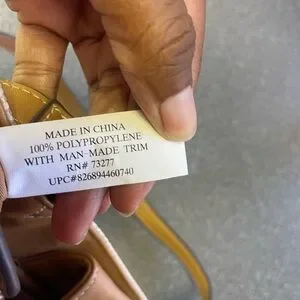 MADE IN CHINA
100% POLYPROPYLENE
WITH MAN-MADE TRIM
RN# 73277
UPC#826894460740